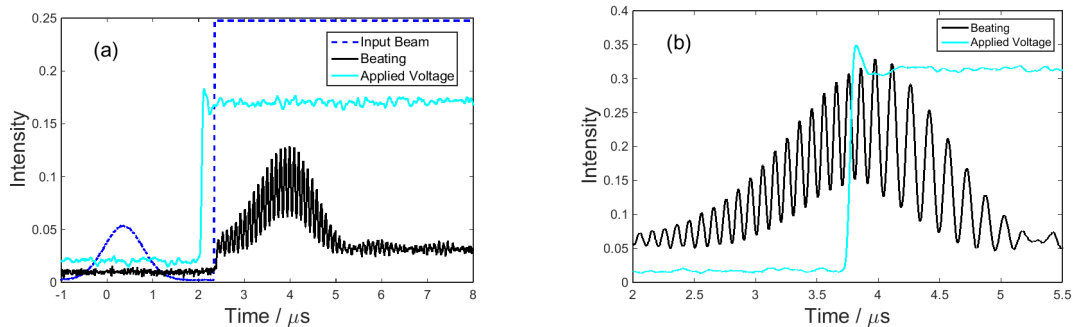 (a)
Input Beam
Beating
Applied Voltage
0.25
0.2
0.15
0.1
0.05
0
Intensity
-1 0 1 2 3 4 5 6 7 8
Time / μs
(b)
Beating
Applied Voltage
0.4
0.35
0.3
0.25
0.2
0.15
0.1
0.05
0
Intensity
2 2.5 3 3.5 4 4.5 5 5.5
Time / μs